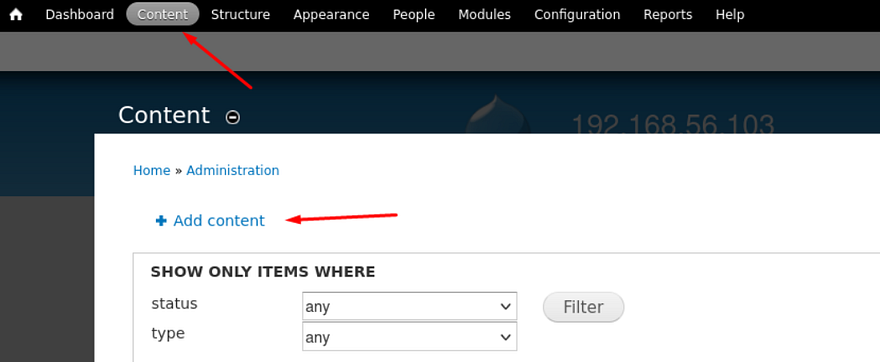 Dashboard Content Structure Appearance People Modules Configuration Reports Help
Content
192.168.56.103
Home » Administration
+ Add content
SHOW ONLY ITEMS WHERE
status any Filter
type any